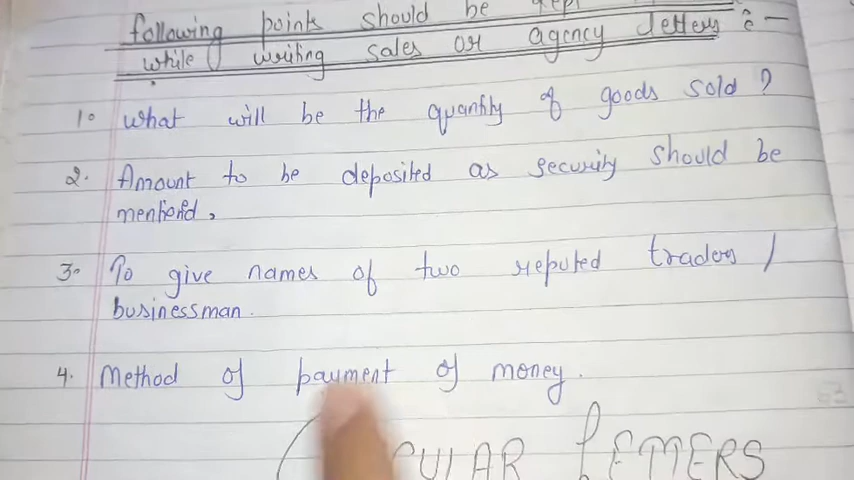 following points should be kept
while writing sales or agency letters :-
1. What will be the quantity of goods sold ?
2. Amount to be deposited as security should be
mentioned.
3. To give names of two reputed traders /
businessman.
4. Method of payment of money.
LETTERS